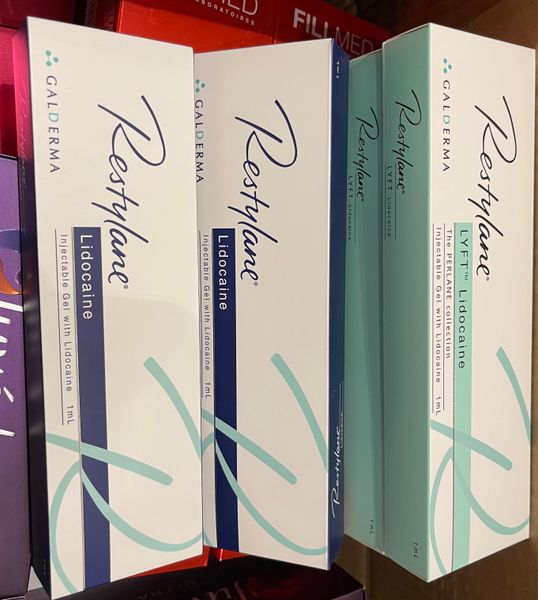 FILLMED
LABORATOIRES
GALDERMA
Restylane®
Lidocaine
Injectable Gel with Lidocaine 1mL
GALDERMA
Restylane®
Lidocaine
Injectable Gel with Lidocaine 1mL
Restylane
Restylane®
LYFT Lidocaine
1mL
Restylane®
LYFT Lidocaine
1mL
GALDERMA
Restylane®
LYFT™ Lidocaine
The PERLANE collection
Injectable Gel with Lidocaine 1mL